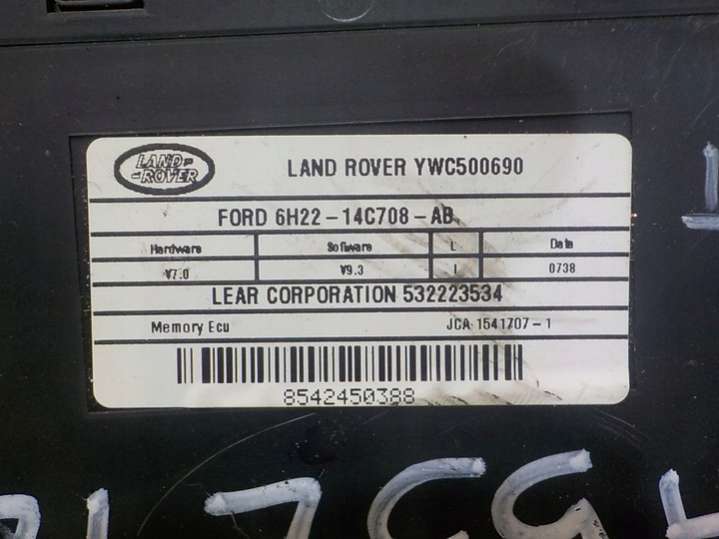 LAND-
-ROVER
LAND ROVER YWC500690
FORD 6H22-14C708-AB
Hardware Software L Data
V7.0 V9.3 I 0738
LEAR CORPORATION 532223534
Memory Ecu JCA 1541707-1
8542450388